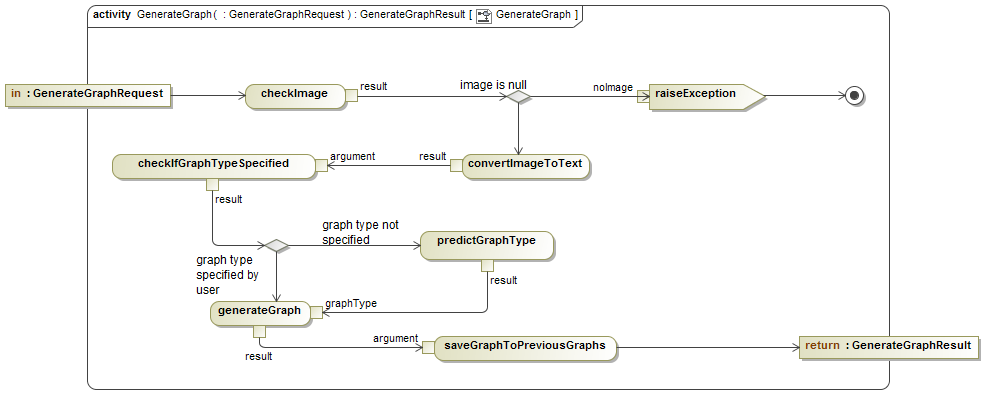 activity GenerateGraph( : GenerateGraphRequest ) : GenerateGraphResult [ GenerateGraph ]
in : GenerateGraphRequest
checkImage
result
image is null
noImage
raiseException
checkIfGraphTypeSpecified
argument
result
convertImageToText
result
graph type not
specified
predictGraphType
result
graph type
specified by
user
generateGraph
graphType
result
argument
saveGraphToPreviousGraphs
return : GenerateGraphResult